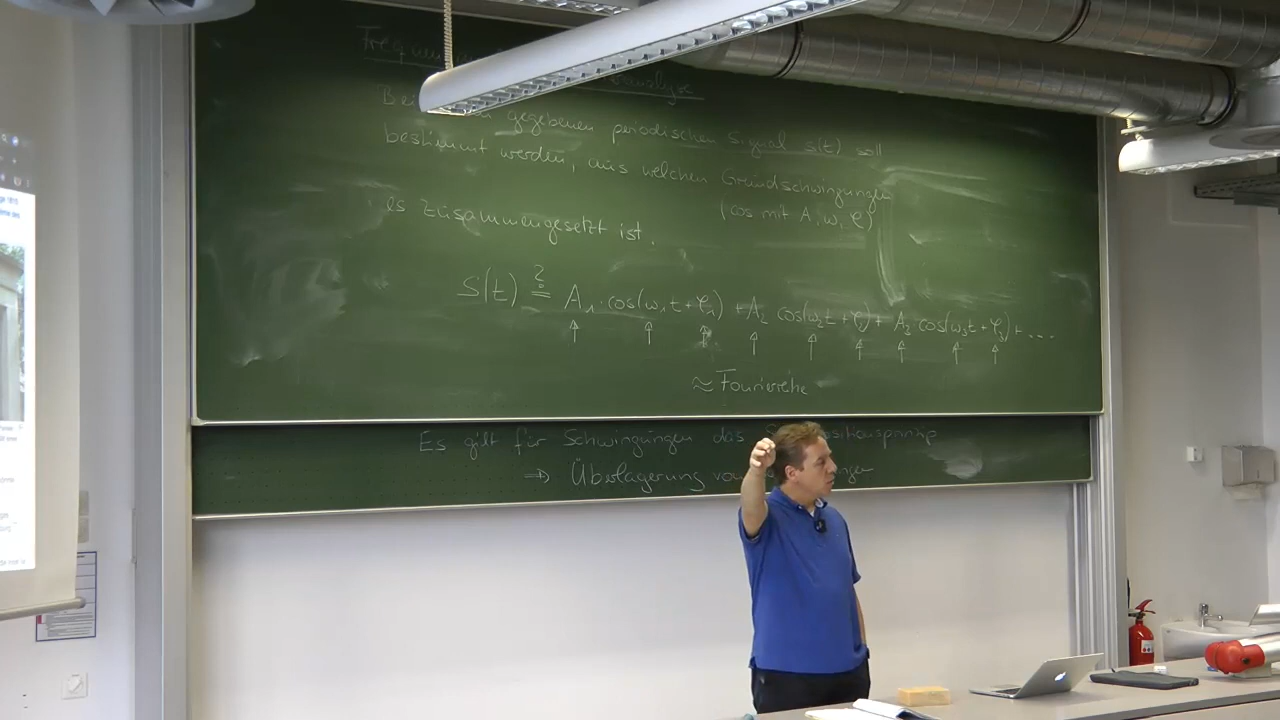 gegebenen periodischen Signal s(t) soll
bestimmt werden, aus welchen Grundschwingungen
(cos mit A, ω, φ)
es zusammengesetzt ist.
S(t) ≟ A₁·cos(ω₁t+φ₁) + A₂ cos(ω₂t+φ₂) + A₃ cos(ω₃t+φ₃)+ ....
↑ ↑ ↑ ↑ ↑ ↑ ↑ ↑ ↑
≈ Fourierreihe
Es gilt für Schwingungen das
⇒ Überlagerung von